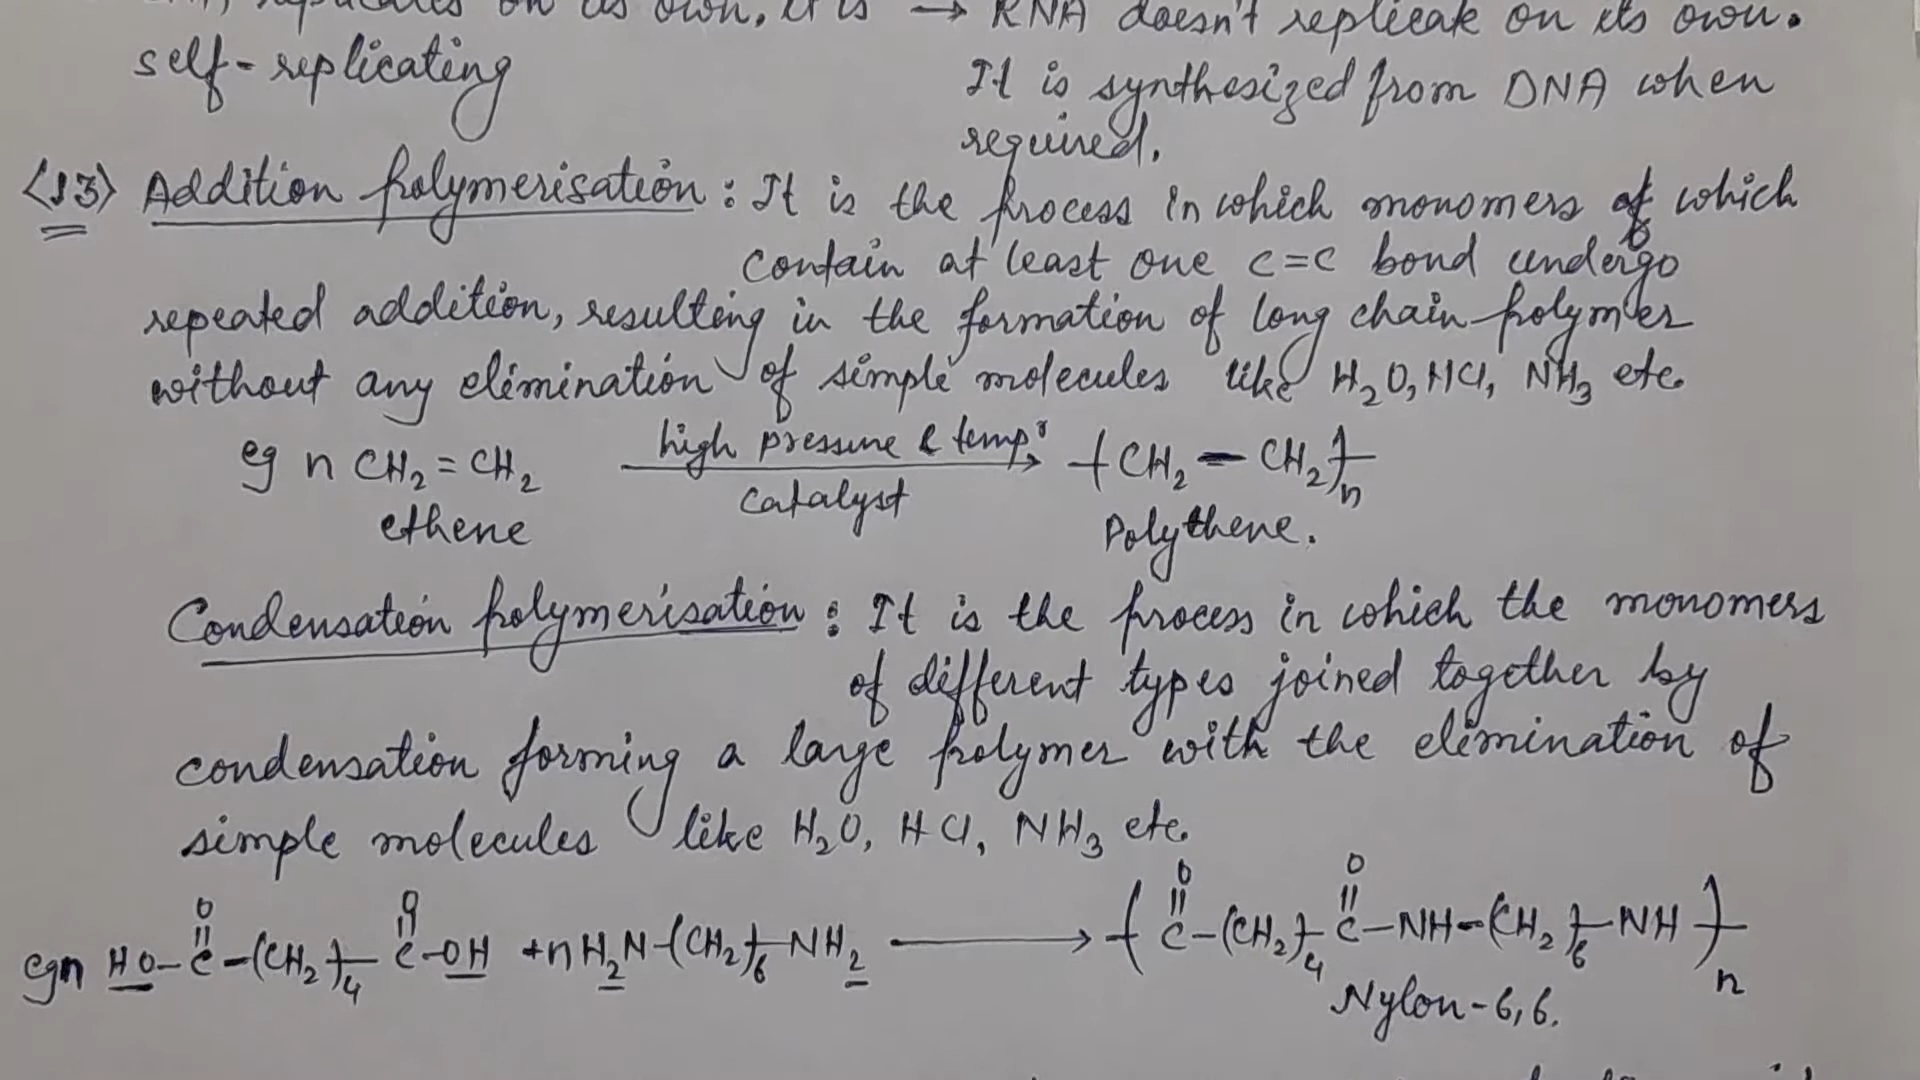 replicates on its own, it is → RNA doesn't replicate on its own.
self-replicating It is synthesized from DNA when
required.
<13> Addition polymerisation : It is the process in which monomers of which
contain at least one C=C bond undergo
repeated addition, resulting in the formation of long chain polymer
without any elimination of simple molecules like H₂O, HCl, NH₃ etc.
eg n CH₂ = CH₂ high pressure & temp. → (CH₂ – CH₂)n
catalyst
ethene Polythene.
Condensation polymerisation : It is the process in which the monomers
of different types joined together by
condensation forming a large polymer with the elimination of
simple molecules like H₂O, HCl, NH₃ etc.
O O O O
|| || || ||
eg n HO-C-(CH₂)₄-C-OH + n H₂N-(CH₂)₆-NH₂ → (C-(CH₂)₄-C-NH-(CH₂)₆-NH)n
Nylon-6,6.